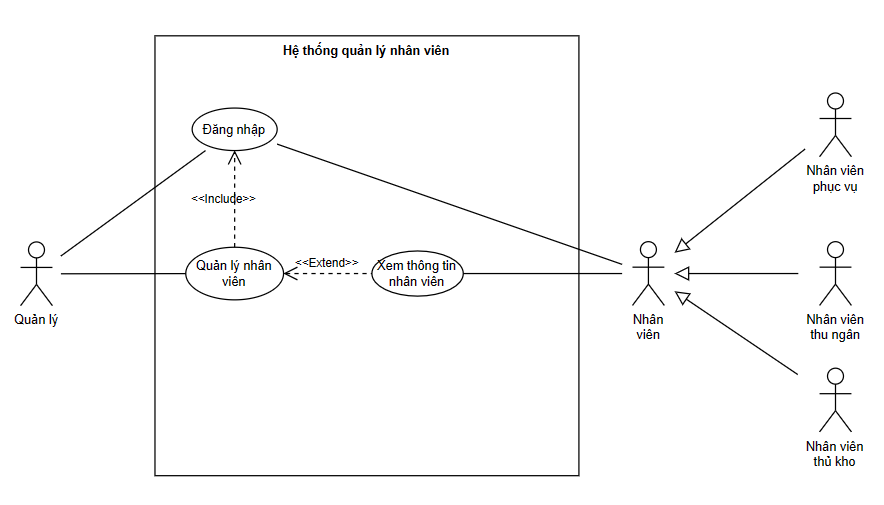 Hệ thống quản lý nhân viên
Đăng nhập
<<Include>>
Quản lý nhân
viên
<<Extend>>
Xem thông tin
nhân viên
Quản lý
Nhân
viên
Nhân viên
phục vụ
Nhân viên
thu ngân
Nhân viên
thủ kho